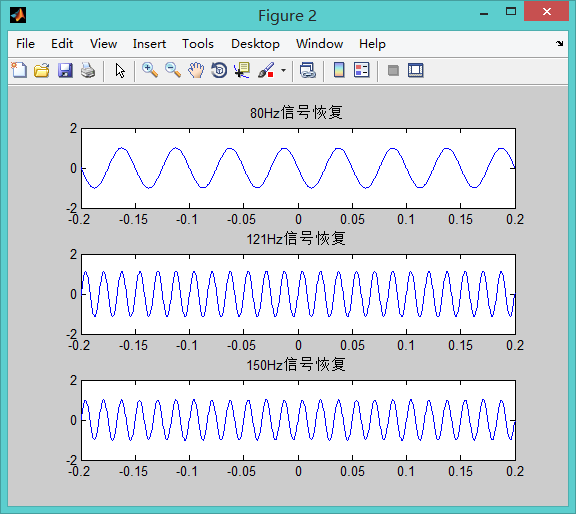 Figure 2
File Edit View Insert Tools Desktop Window Help
80Hz信号恢复
2
0
-2
-0.2 -0.15 -0.1 -0.05 0 0.05 0.1 0.15 0.2
121Hz信号恢复
2
0
-2
-0.2 -0.15 -0.1 -0.05 0 0.05 0.1 0.15 0.2
150Hz信号恢复
2
0
-2
-0.2 -0.15 -0.1 -0.05 0 0.05 0.1 0.15 0.2